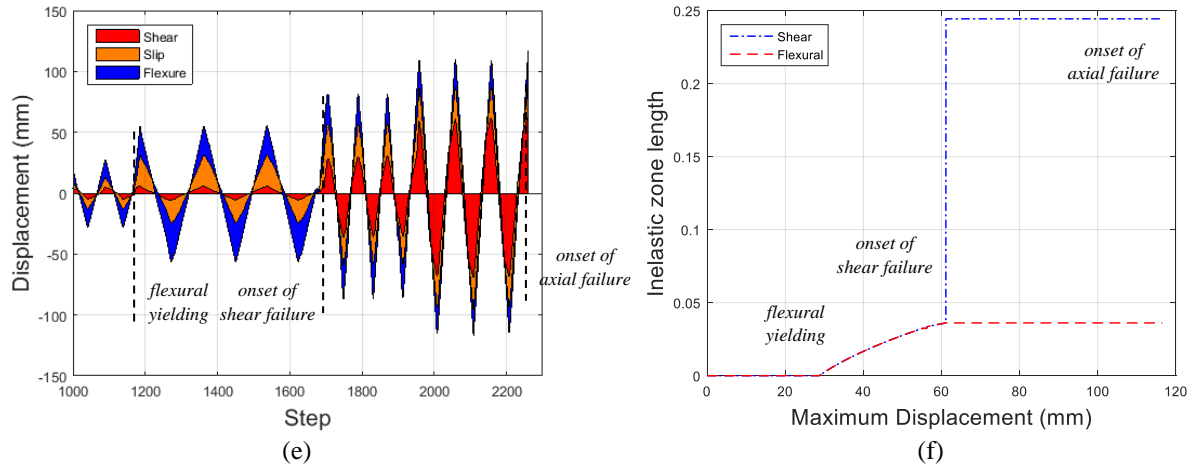 150
100
50
0
-50
-100
-150
Displacement (mm)
Shear
Slip
Flexure
flexural
yielding
onset of
shear failure
onset of
axial failure
1000
1200
1400
1600
1800
2000
2200
Step
(e)
0.25
0.2
0.15
0.1
0.05
0
Inelastic zone length
Shear
Flexural
onset of
axial failure
onset of
shear failure
flexural
yielding
0
20
40
60
80
100
120
Maximum Displacement (mm)
(f)